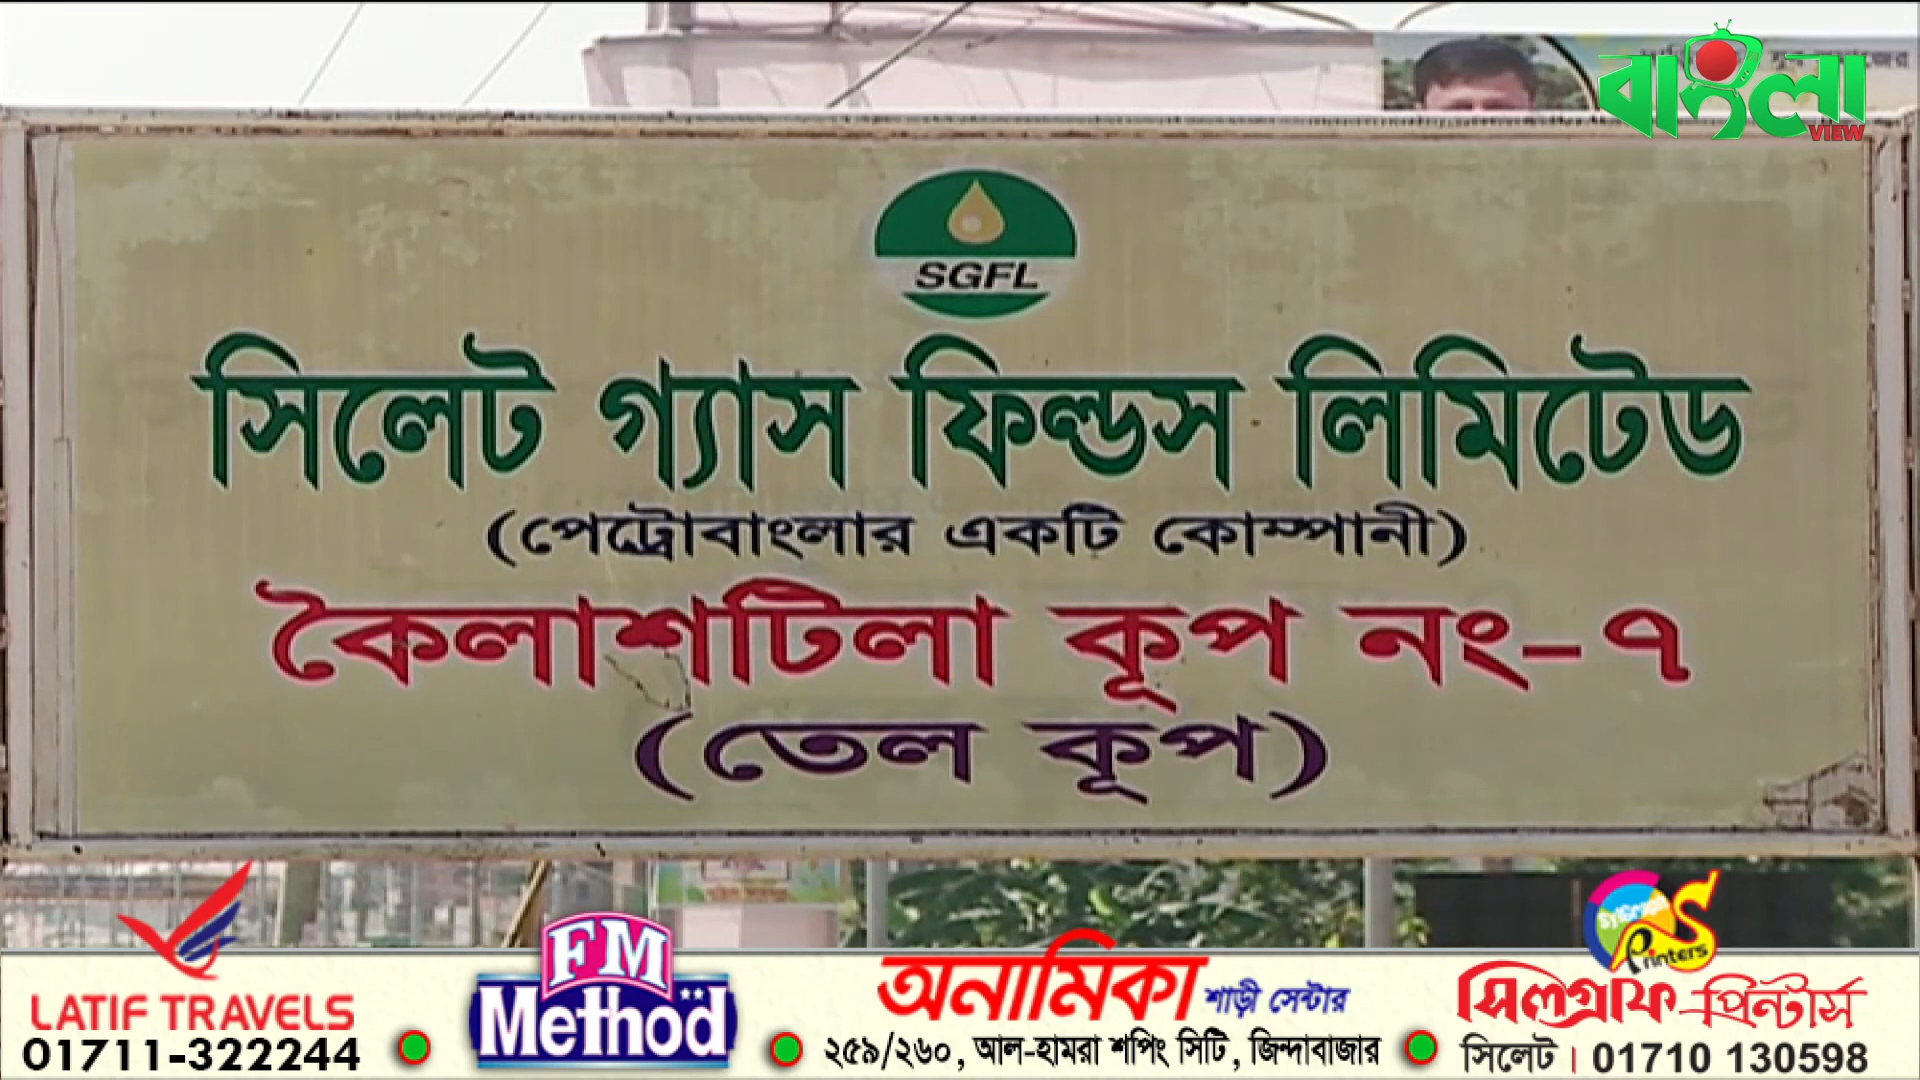 বাংলা
VIEW
SGFL
সিলেট গ্যাস ফিল্ডস লিমিটেড
(পেট্রোবাংলার একটি কোম্পানী)
কৈলাশটিলা কূপ নং-৭
(তেল কূপ)
LATIF TRAVELS
01711-322244
FM
Method
অনামিকা শাড়ী সেন্টার
২৫৯/২৬০, আল-হামরা শপিং সিটি, জিন্দাবাজার
Printers
সিলগ্রাফ প্রিন্টার্স
সিলেট। 01710 130598